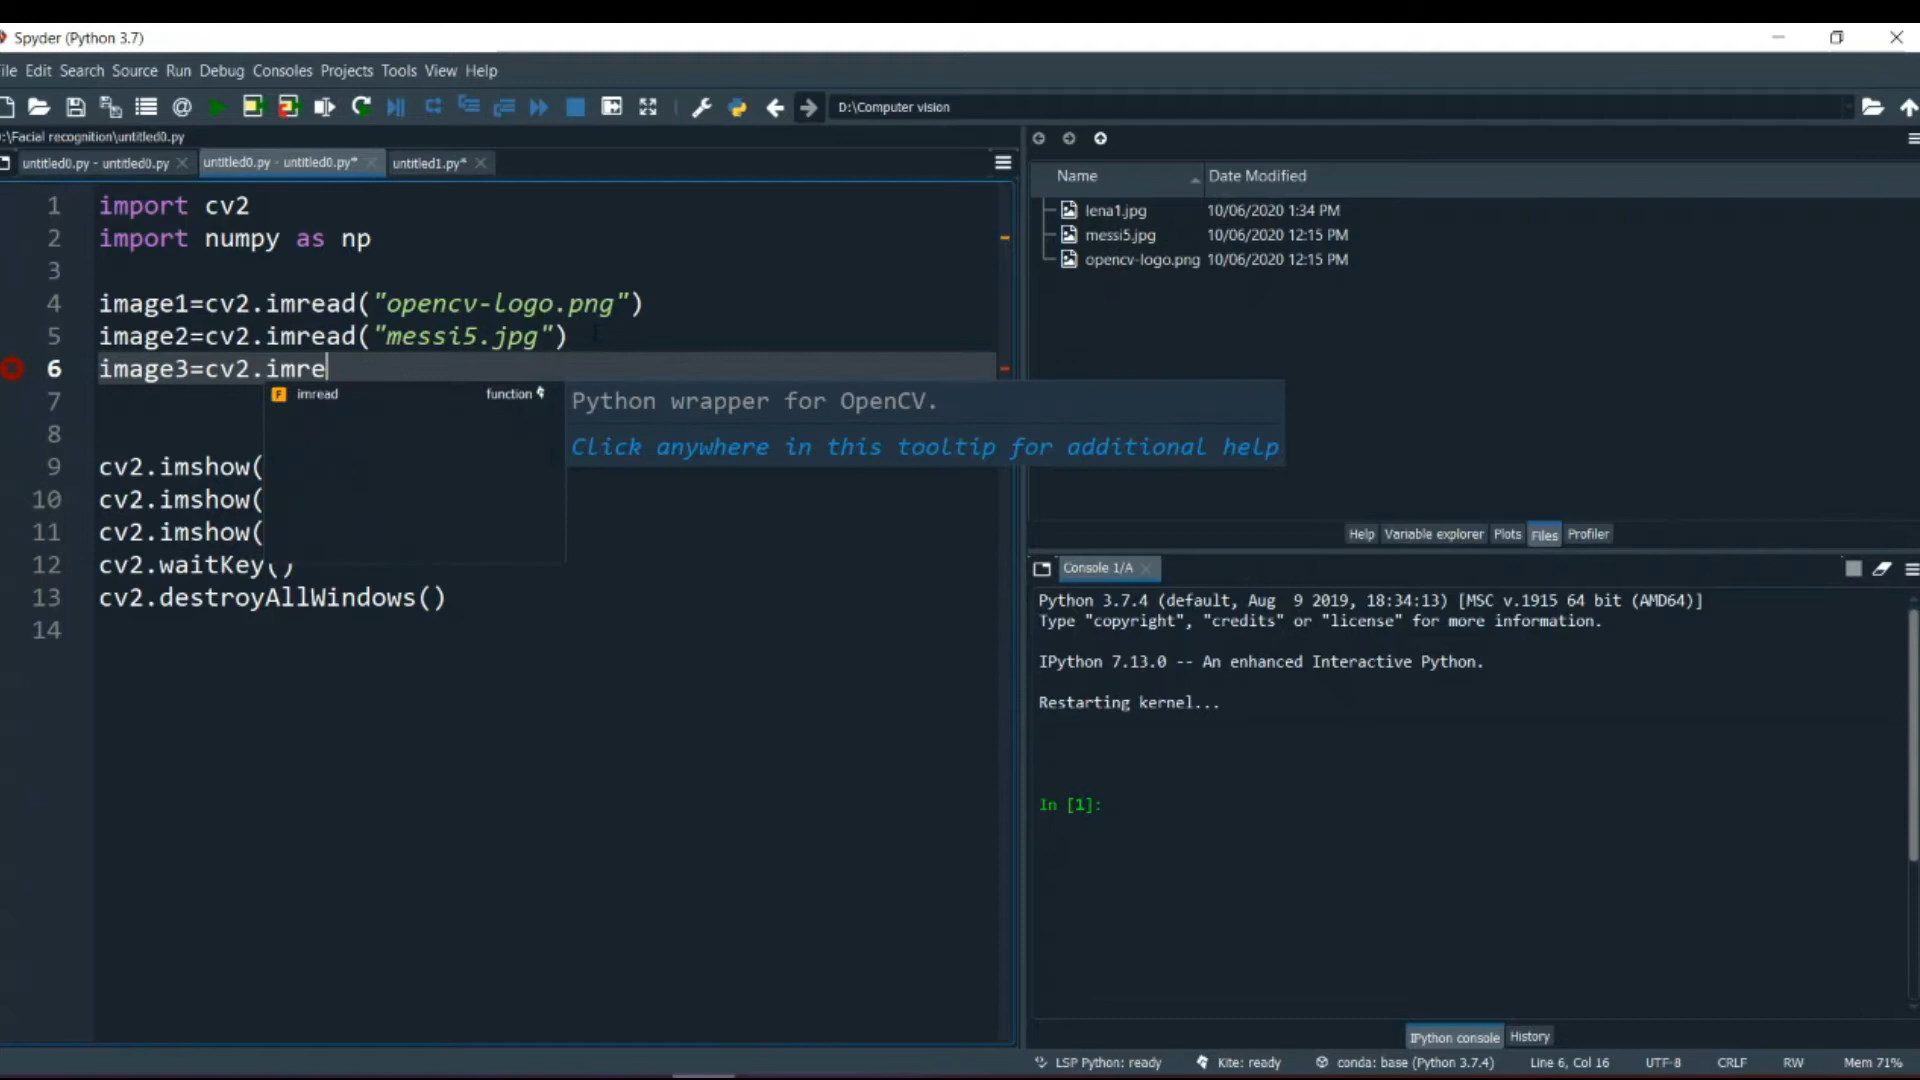 Spyder (Python 3.7)
File Edit Search Source Run Debug Consoles Projects Tools View Help
D:\Computer vision
:\Facial recognition\untitled0.py
untitled0.py - untitled0.py
untitled0.py - untitled0.py*
untitled1.py*
1 import cv2
2 import numpy as np
3
4 image1=cv2.imread("opencv-logo.png")
5 image2=cv2.imread("messi5.jpg")
6 image3=cv2.imre
imread function
Python wrapper for OpenCV.
Click anywhere in this tooltip for additional help
7
8
9 cv2.imshow(
10 cv2.imshow(
11 cv2.imshow(
12 cv2.waitKey()
13 cv2.destroyAllWindows()
14
Name Date Modified
lena1.jpg 10/06/2020 1:34 PM
messi5.jpg 10/06/2020 12:15 PM
opencv-logo.png 10/06/2020 12:15 PM
Help Variable explorer Plots Files Profiler
Console 1/A
Python 3.7.4 (default, Aug 9 2019, 18:34:13) [MSC v.1915 64 bit (AMD64)]
Type "copyright", "credits" or "license" for more information.
IPython 7.13.0 -- An enhanced Interactive Python.
Restarting kernel...
In [1]:
IPython console History
LSP Python: ready Kite: ready conda: base (Python 3.7.4) Line 6, Col 16 UTF-8 CRLF RW Mem 71%